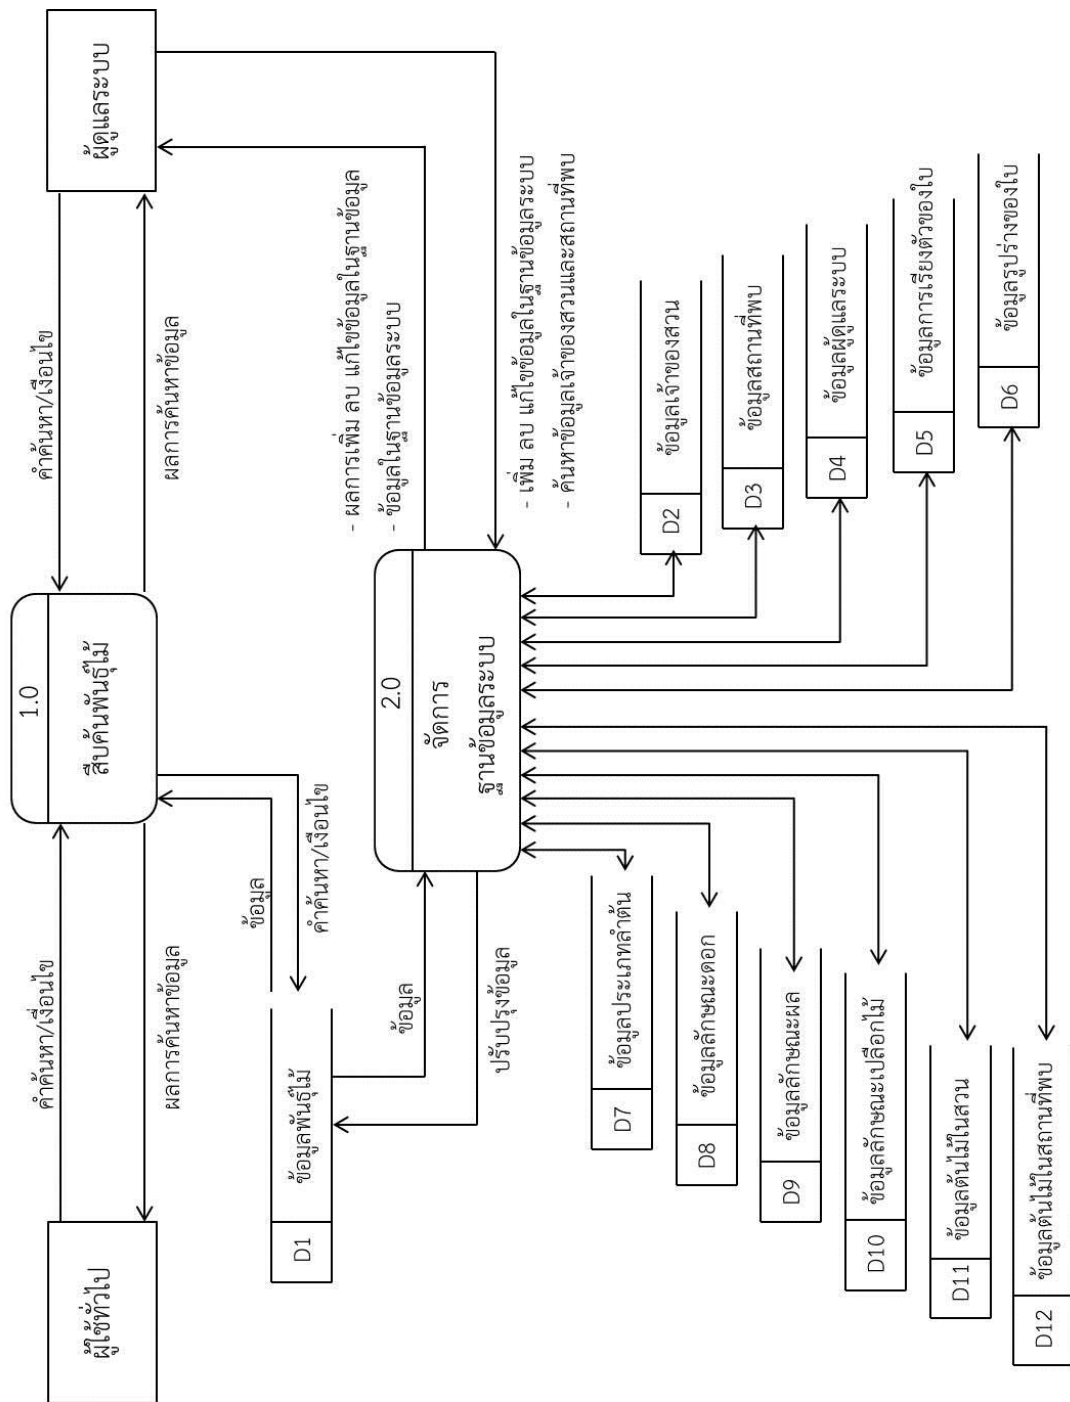 ผู้ใช้ทั่วไป
คำค้นหา/เงื่อนไข
ผลการค้นหาข้อมูล
1.0
สืบค้นพันธุ์ไม้
คำค้นหา/เงื่อนไข
ผลการค้นหาข้อมูล
ผู้ดูแลระบบ
ข้อมูล
คำค้นหา/เงื่อนไข
D1
ข้อมูลพันธุ์ไม้
ข้อมูล
ปรับปรุงข้อมูล
2.0
จัดการ
ฐานข้อมูลระบบ
- ผลการเพิ่ม ลบ แก้ไขข้อมูลในฐานข้อมูล
- ข้อมูลในฐานข้อมูลระบบ
- เพิ่ม ลบ แก้ไขข้อมูลในฐานข้อมูลระบบ
- ค้นหาข้อมูลเจ้าของสวนและสถานที่พบ
D7
ข้อมูลประเภทลำต้น
D8
ข้อมูลลักษณะดอก
D9
ข้อมูลลักษณะผล
D10
ข้อมูลลักษณะเปลือกไม้
D11
ข้อมูลต้นไม้ในสวน
D12
ข้อมูลต้นไม้ในสถานที่พบ
D2
ข้อมูลเจ้าของสวน
D3
ข้อมูลสถานที่พบ
D4
ข้อมูลผู้ดูแลระบบ
D5
ข้อมูลการเรียงตัวของใบ
D6
ข้อมูลรูปร่างของใบ